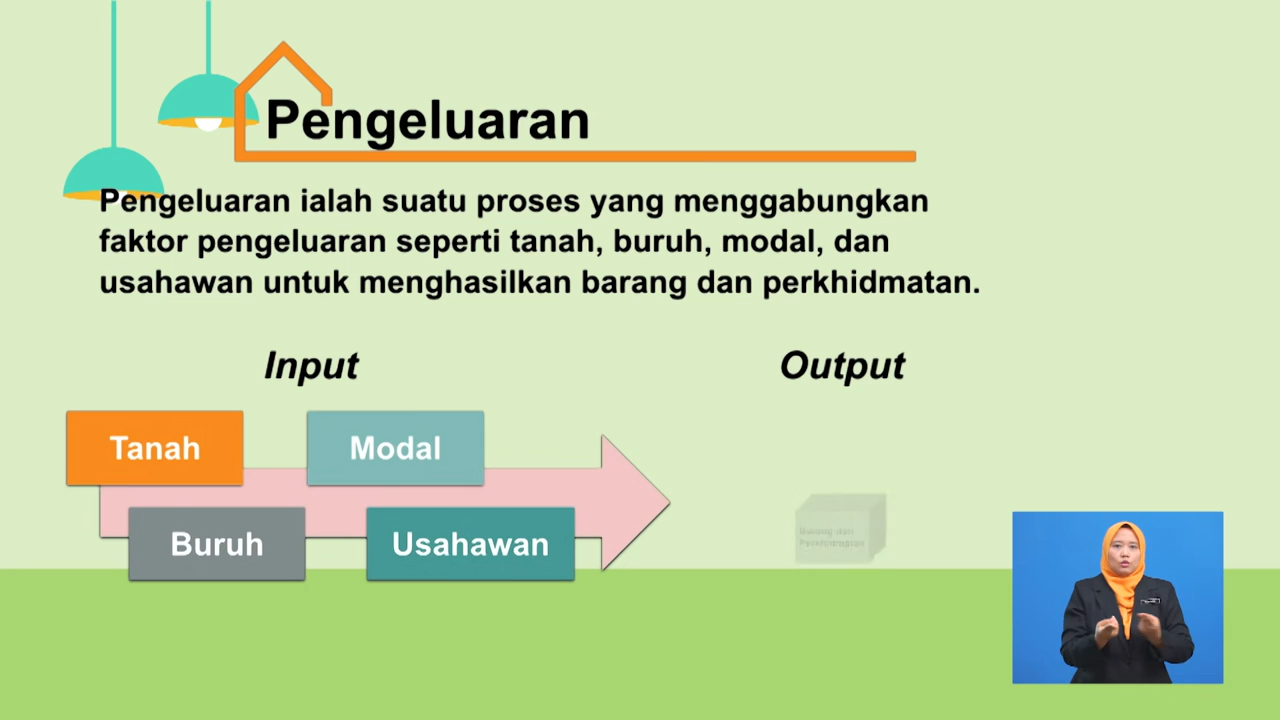 Pengeluaran
Pengeluaran ialah suatu proses yang menggabungkan
faktor pengeluaran seperti tanah, buruh, modal, dan
usahawan untuk menghasilkan barang dan perkhidmatan.
Input
Output
Tanah
Modal
Buruh
Usahawan